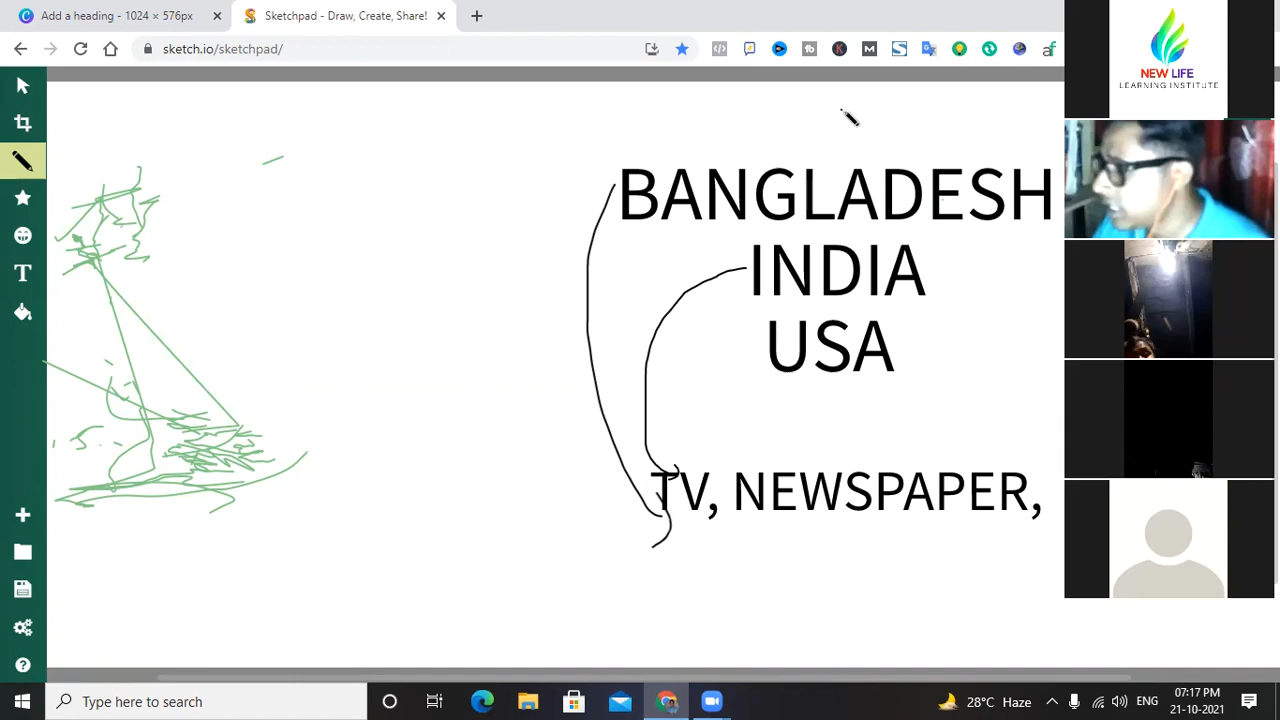 Add a heading - 1024 × 576px
Sketchpad - Draw, Create, Share!
sketch.io/sketchpad/
NEW LIFE
LEARNING INSTITUTE
BANGLADESH
INDIA
USA
TV, NEWSPAPER,
Type here to search
28°C Haze
ENG
07:17 PM
21-10-2021